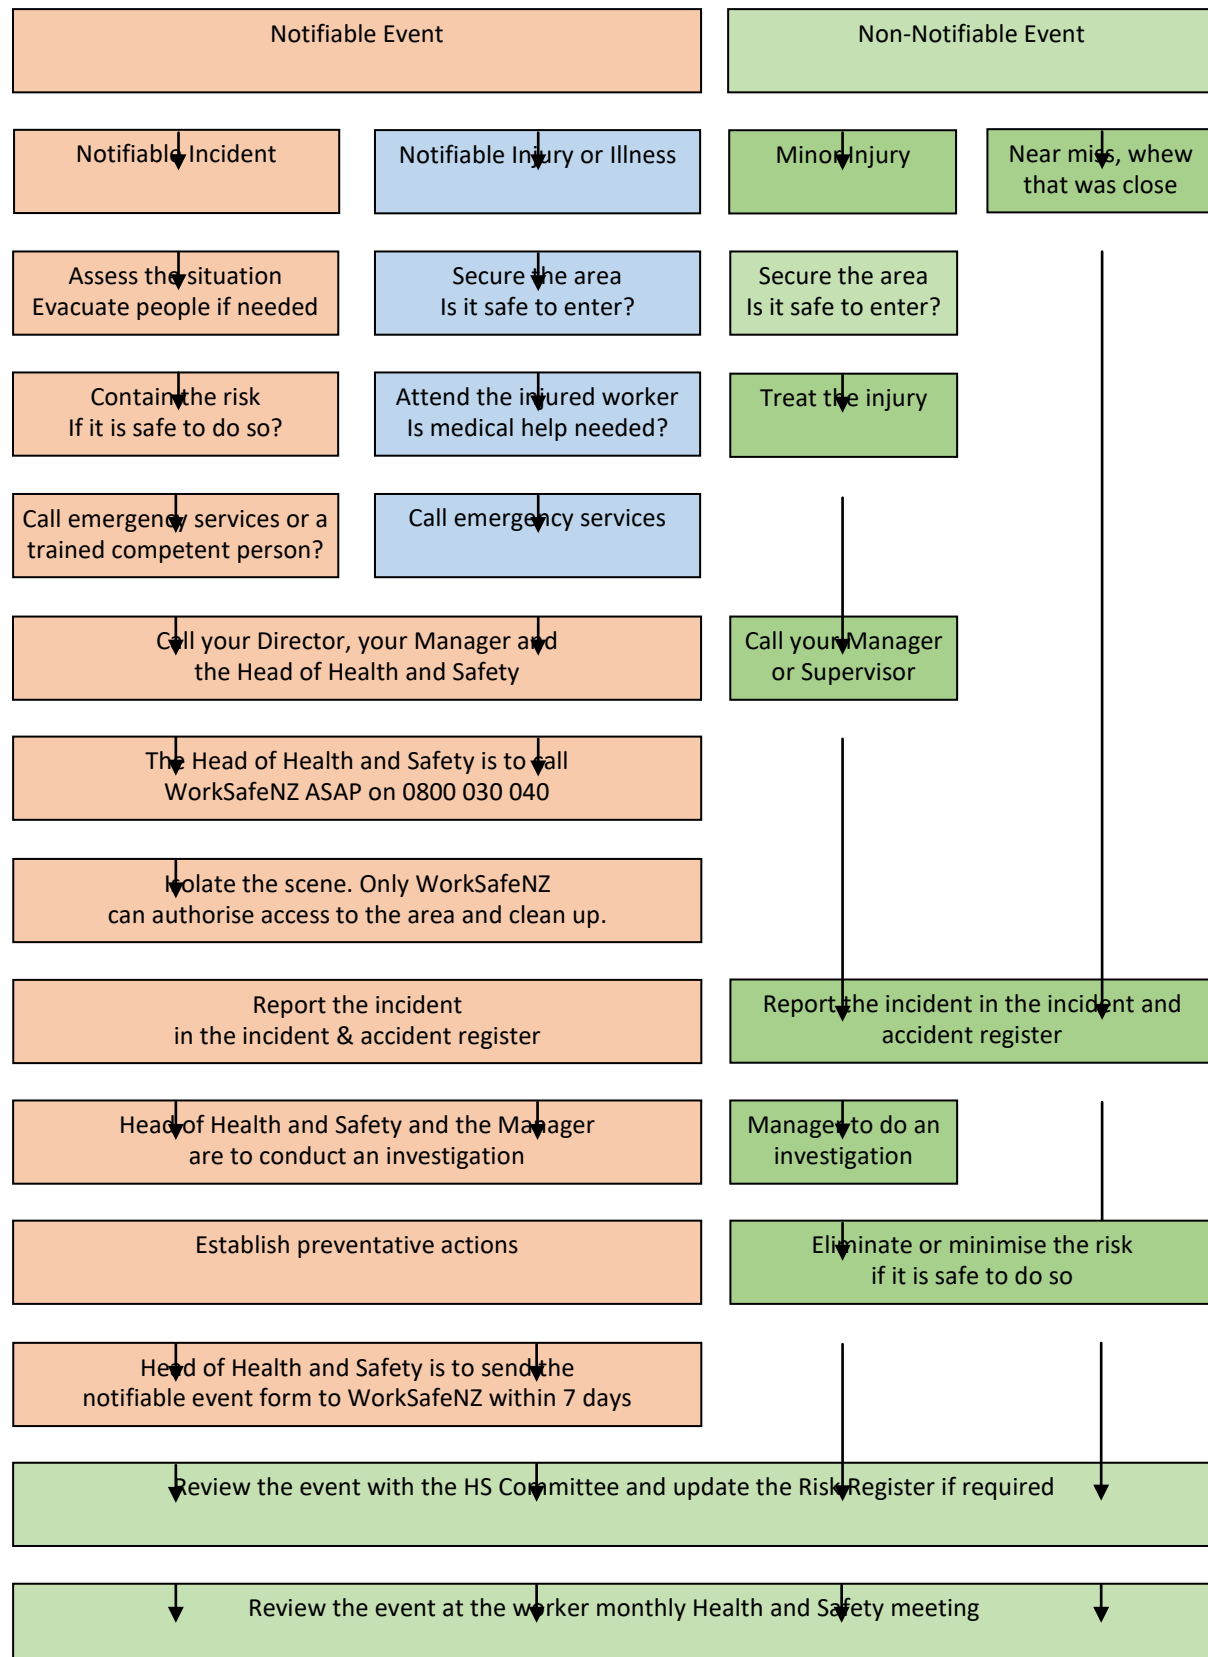 Notifiable Event
Non-Notifiable Event
Notifiable Incident
Notifiable Injury or Illness
Minor Injury
Near miss, whew
that was close
Assess the situation
Evacuate people if needed
Secure the area
Is it safe to enter?
Secure the area
Is it safe to enter?
Contain the risk
If it is safe to do so?
Attend the injured worker
Is medical help needed?
Treat the injury
Call emergency services or a
trained competent person?
Call emergency services
Call your Director, your Manager and
the Head of Health and Safety
Call your Manager
or Supervisor
The Head of Health and Safety is to call
WorkSafeNZ ASAP on 0800 030 040
Isolate the scene. Only WorkSafeNZ
can authorise access to the area and clean up.
Report the incident
in the incident & accident register
Report the incident in the incident and
accident register
Head of Health and Safety and the Manager
are to conduct an investigation
Manager to do an
investigation
Establish preventative actions
Eliminate or minimise the risk
if it is safe to do so
Head of Health and Safety is to send the
notifiable event form to WorkSafeNZ within 7 days
Review the event with the HS Committee and update the Risk Register if required
Review the event at the worker monthly Health and Safety meeting